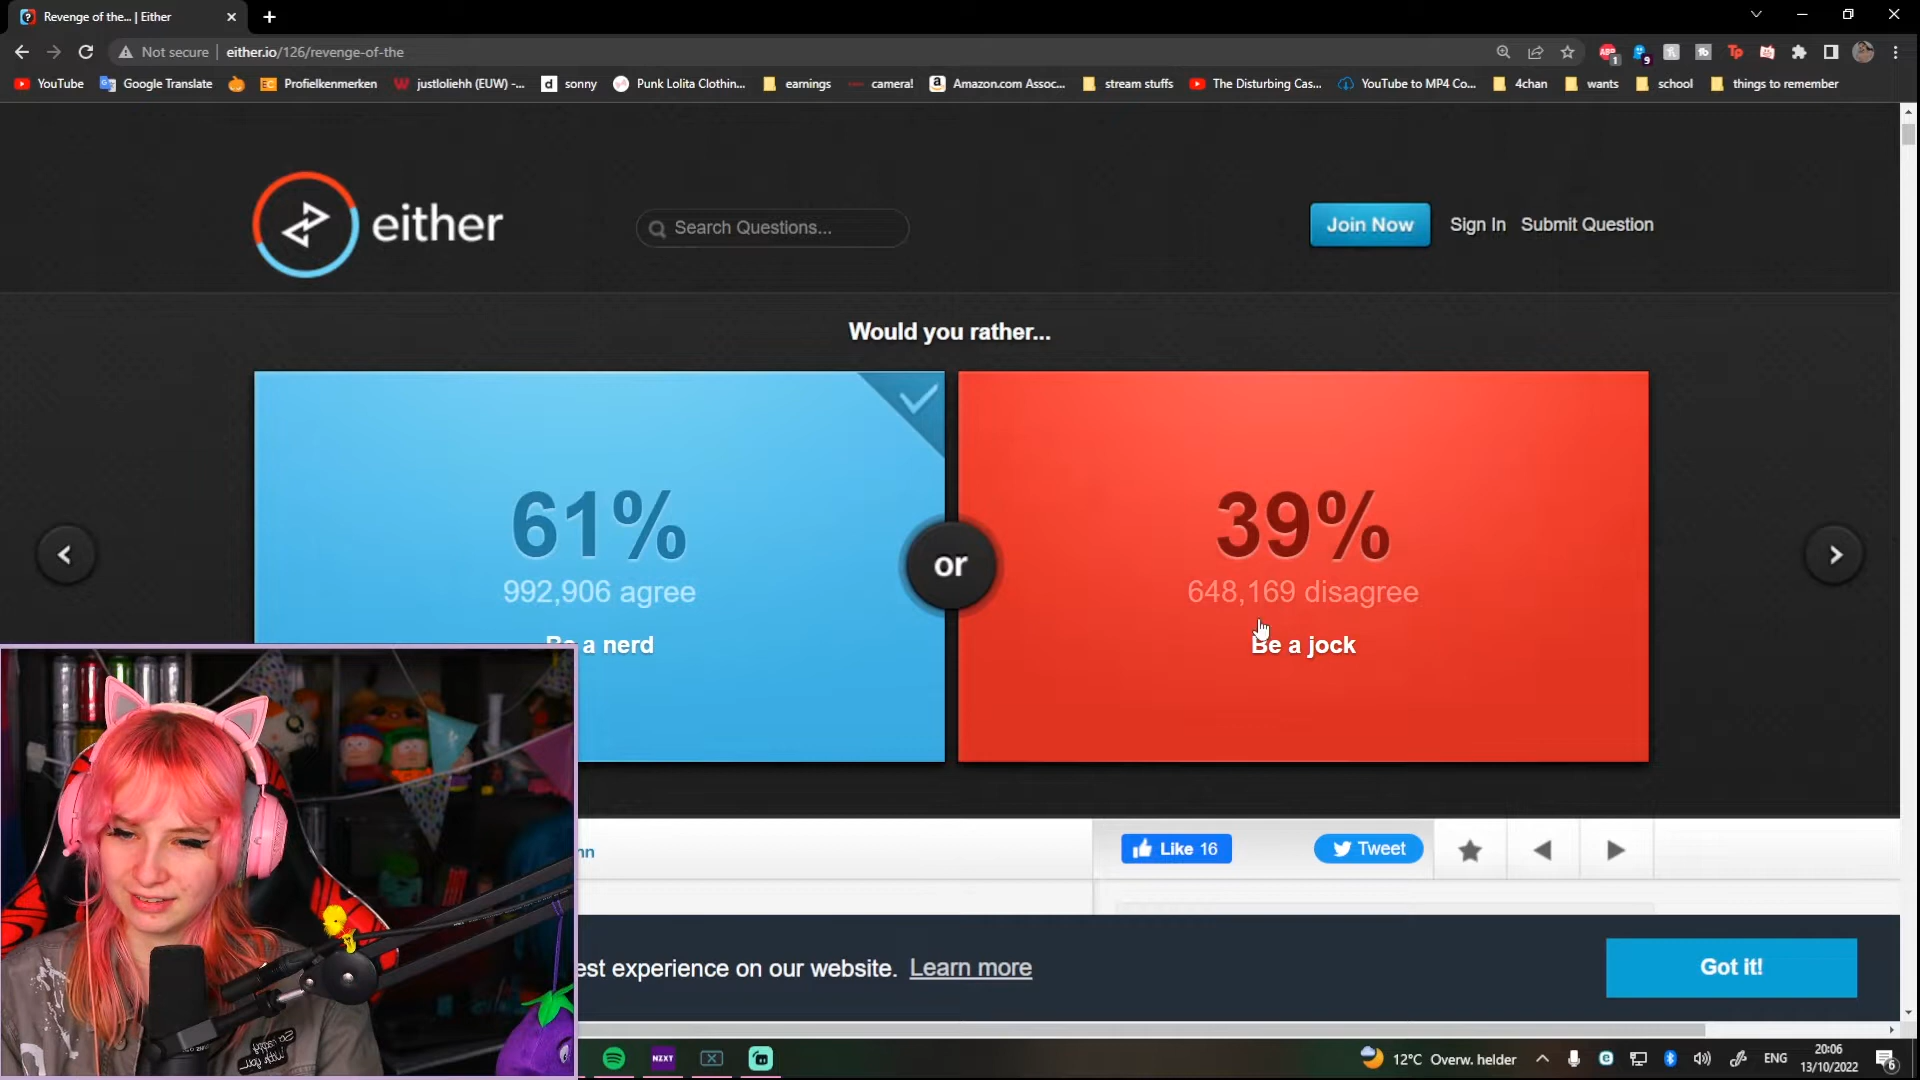 Revenge of the... | Either
Not secure | either.io/126/revenge-of-the
YouTube Google Translate Profielkenmerken justloliehh (EUW) -... sonny Punk Lolita Clothin... earnings camera! Amazon.com Assoc... stream stuffs The Disturbing Cas... YouTube to MP4 Co... 4chan wants school things to remember
either
Search Questions...
Join Now Sign In Submit Question
Would you rather...
61% 39%
or
992,906 agree 648,169 disagree
Be a nerd Be a jock
Like 16 Tweet
est experience on our website. Learn more
Got it!
NZXT
12°C Overw. helder ENG 20:06
13/10/2022 6